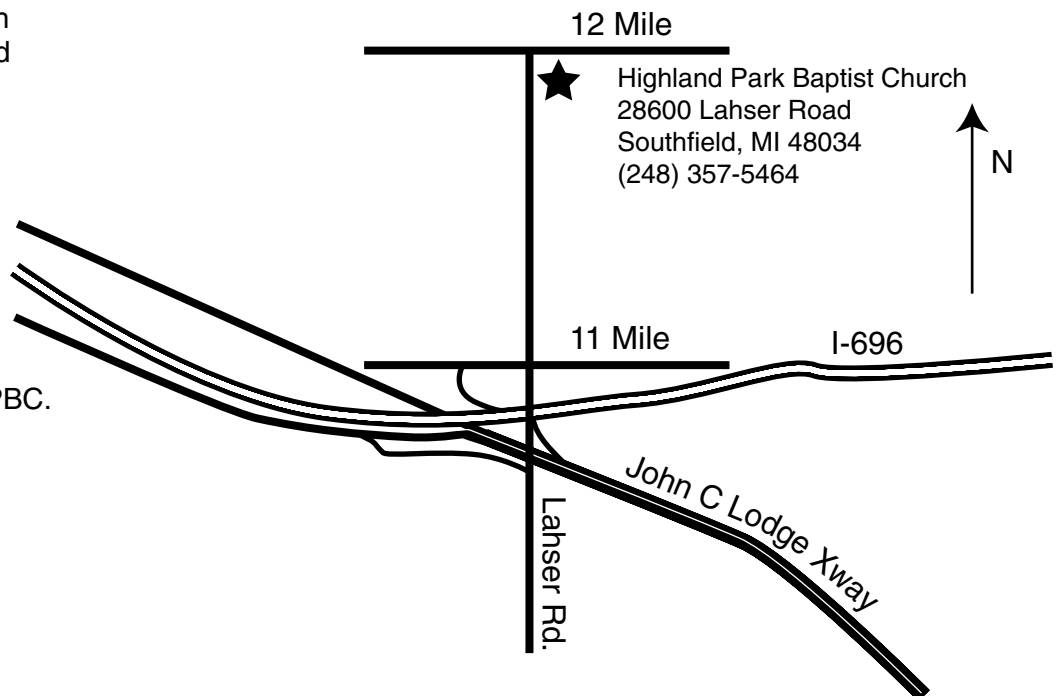 12 Mile
Highland Park Baptist Church
28600 Lahser Road
Southfield, MI 48034
(248) 357-5464
N
11 Mile
I-696
PBC.
John C Lodge Xway
Lahser Rd.